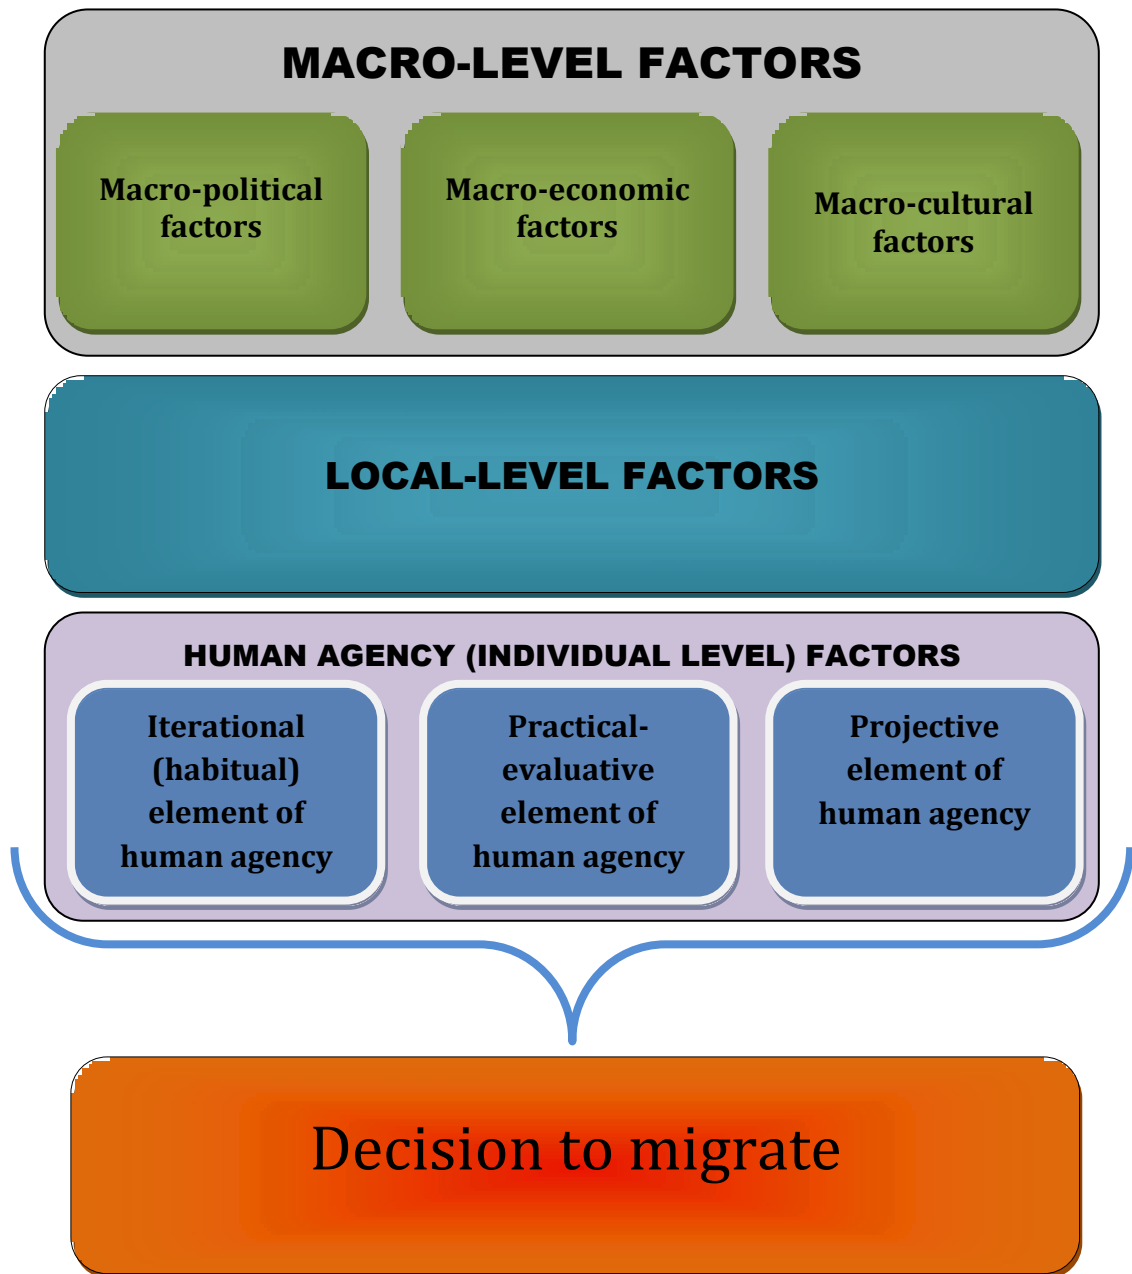 MACRO-LEVEL FACTORS
Macro-political
factors
Macro-economic
factors
Macro-cultural
factors
LOCAL-LEVEL FACTORS
HUMAN AGENCY (INDIVIDUAL LEVEL) FACTORS
Iterational
(habitual)
element of
human agency
Practical-
evaluative
element of
human agency
Projective
element of
human agency
Decision to migrate